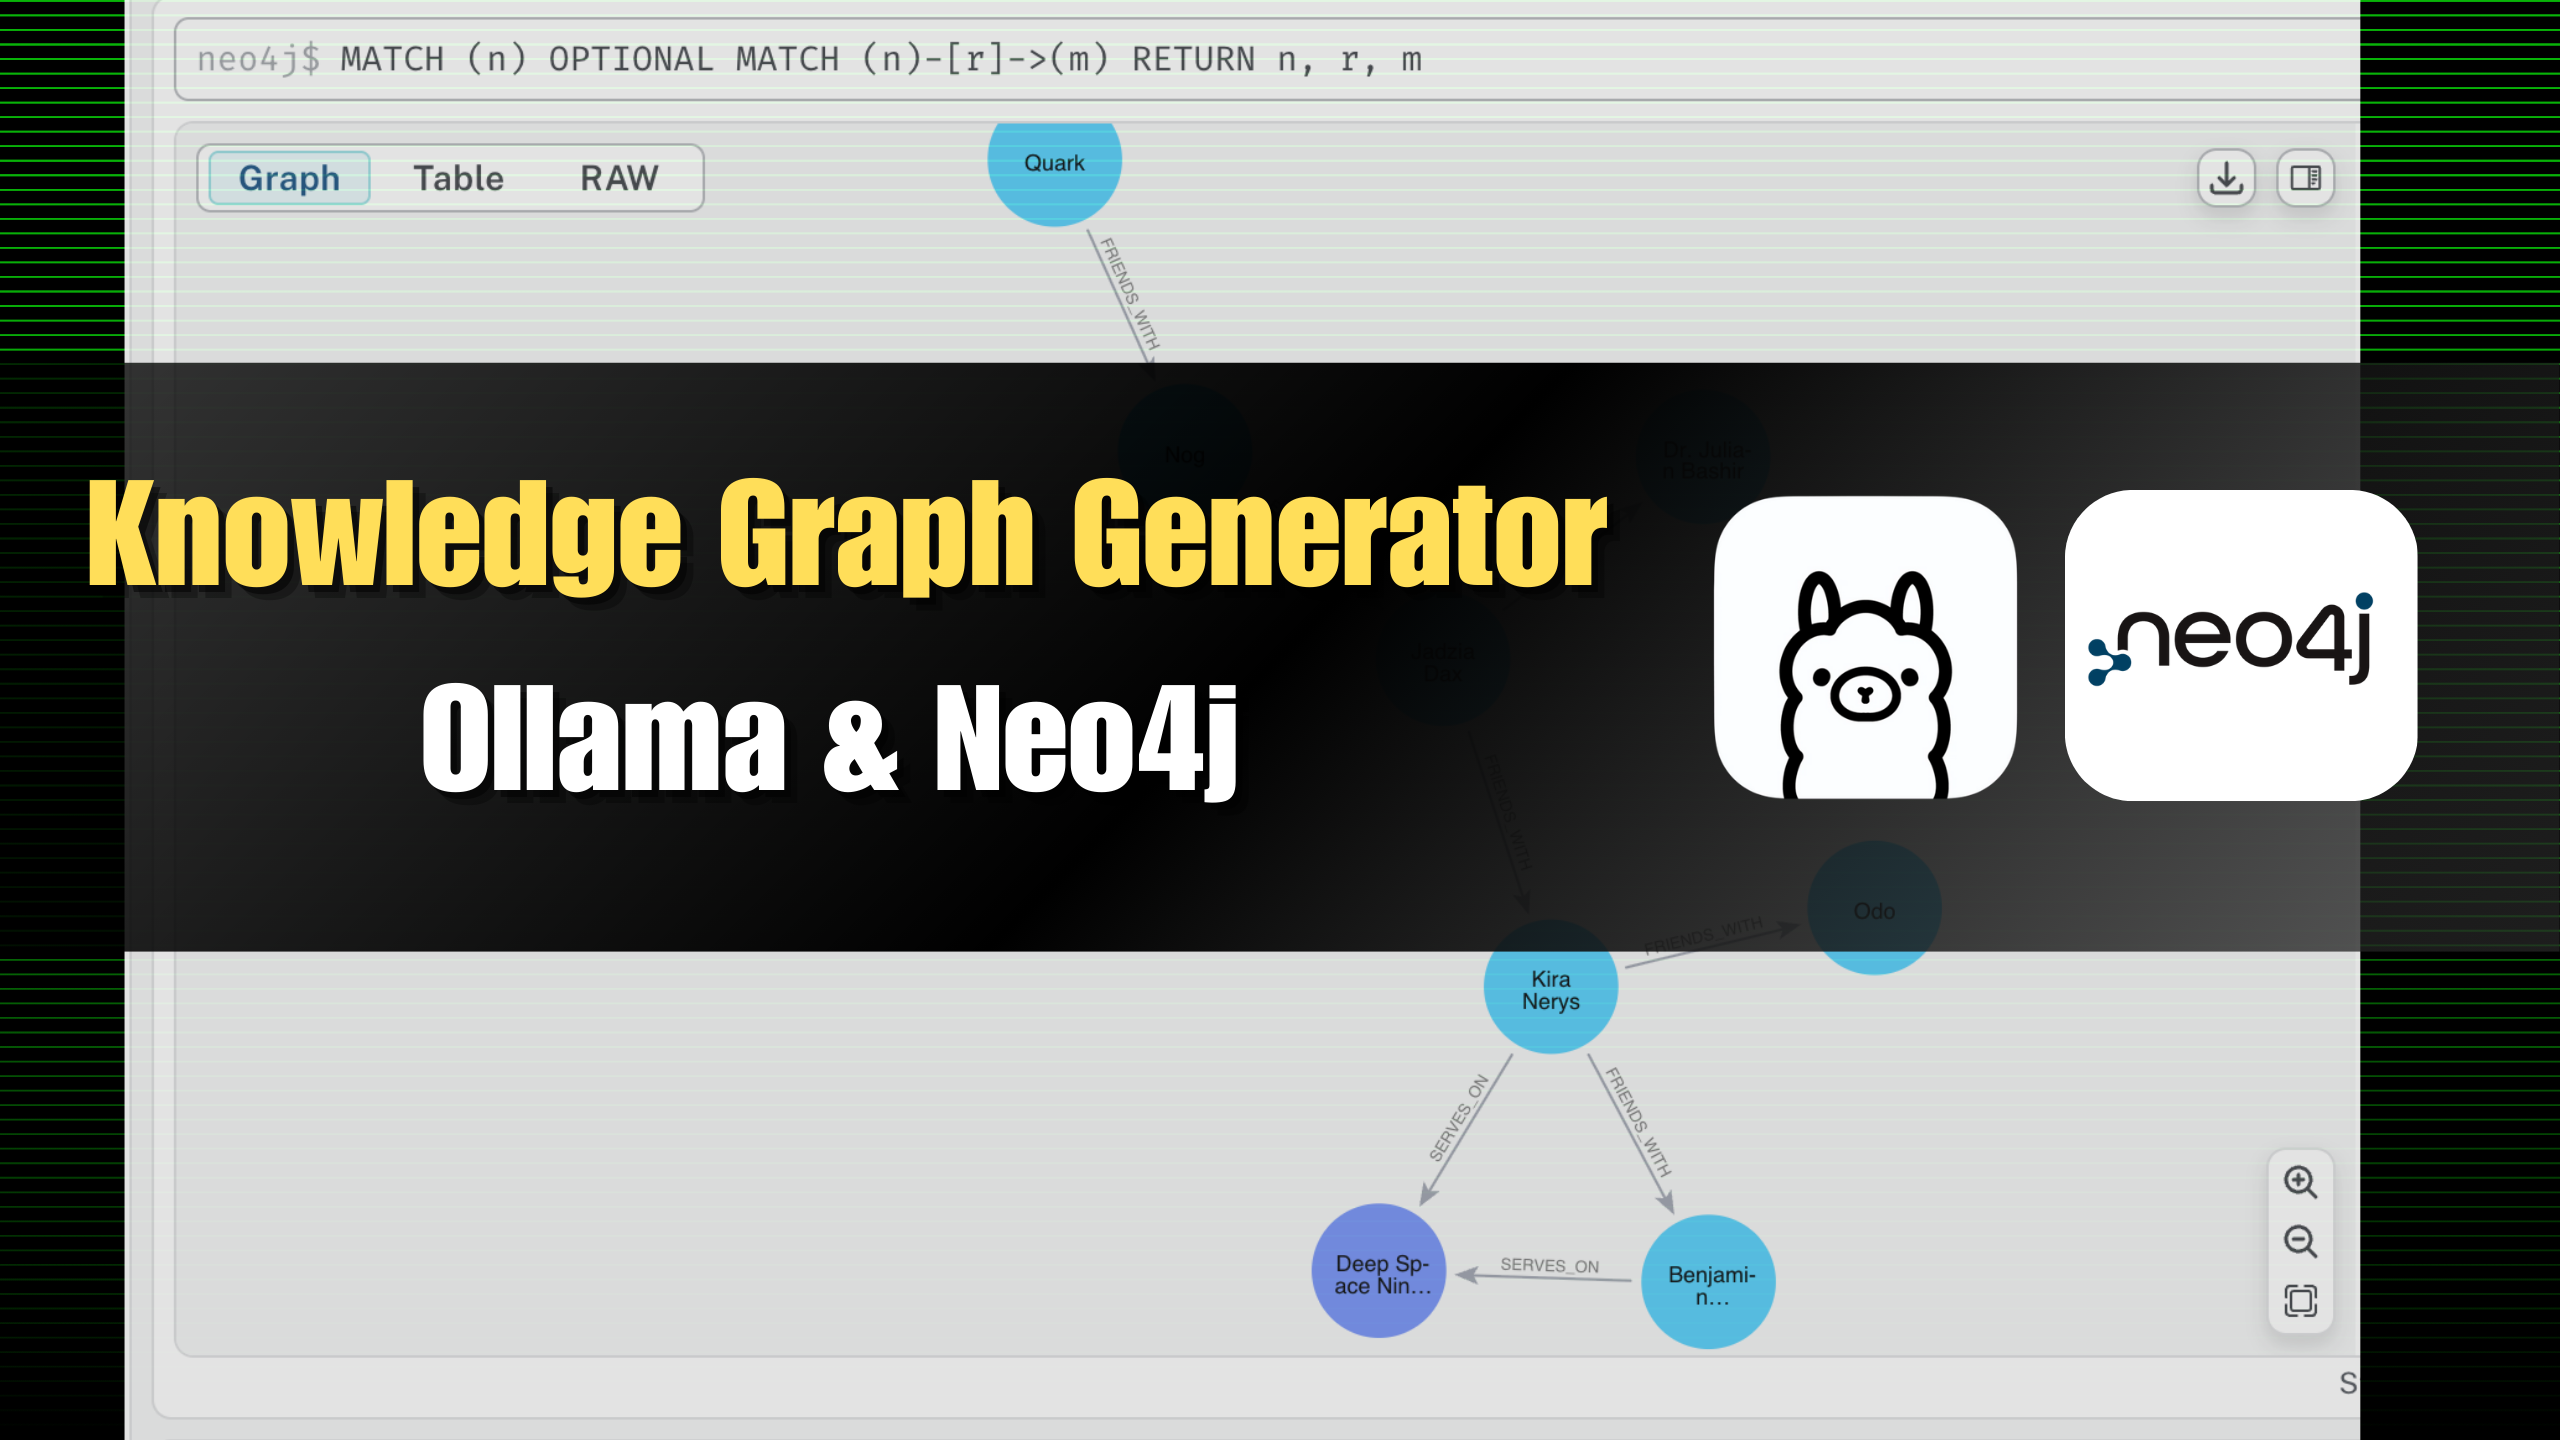 neo4j$ MATCH (n) OPTIONAL MATCH (n)-[r]->(m) RETURN n, r, m
Graph
Table
RAW
Quark
FRIENDS_WITH
Nog
Dr. Julia-
n Bashir
Knowledge Graph Generator
Ollama & Neo4j
neo4j
Jadzia
Dax
FRIENDS_WITH
Odo
FRIENDS_WITH
Kira
Nerys
SERVES_ON
FRIENDS_WITH
Deep Sp-
ace Nin...
SERVES_ON
Benjami-
n...
S